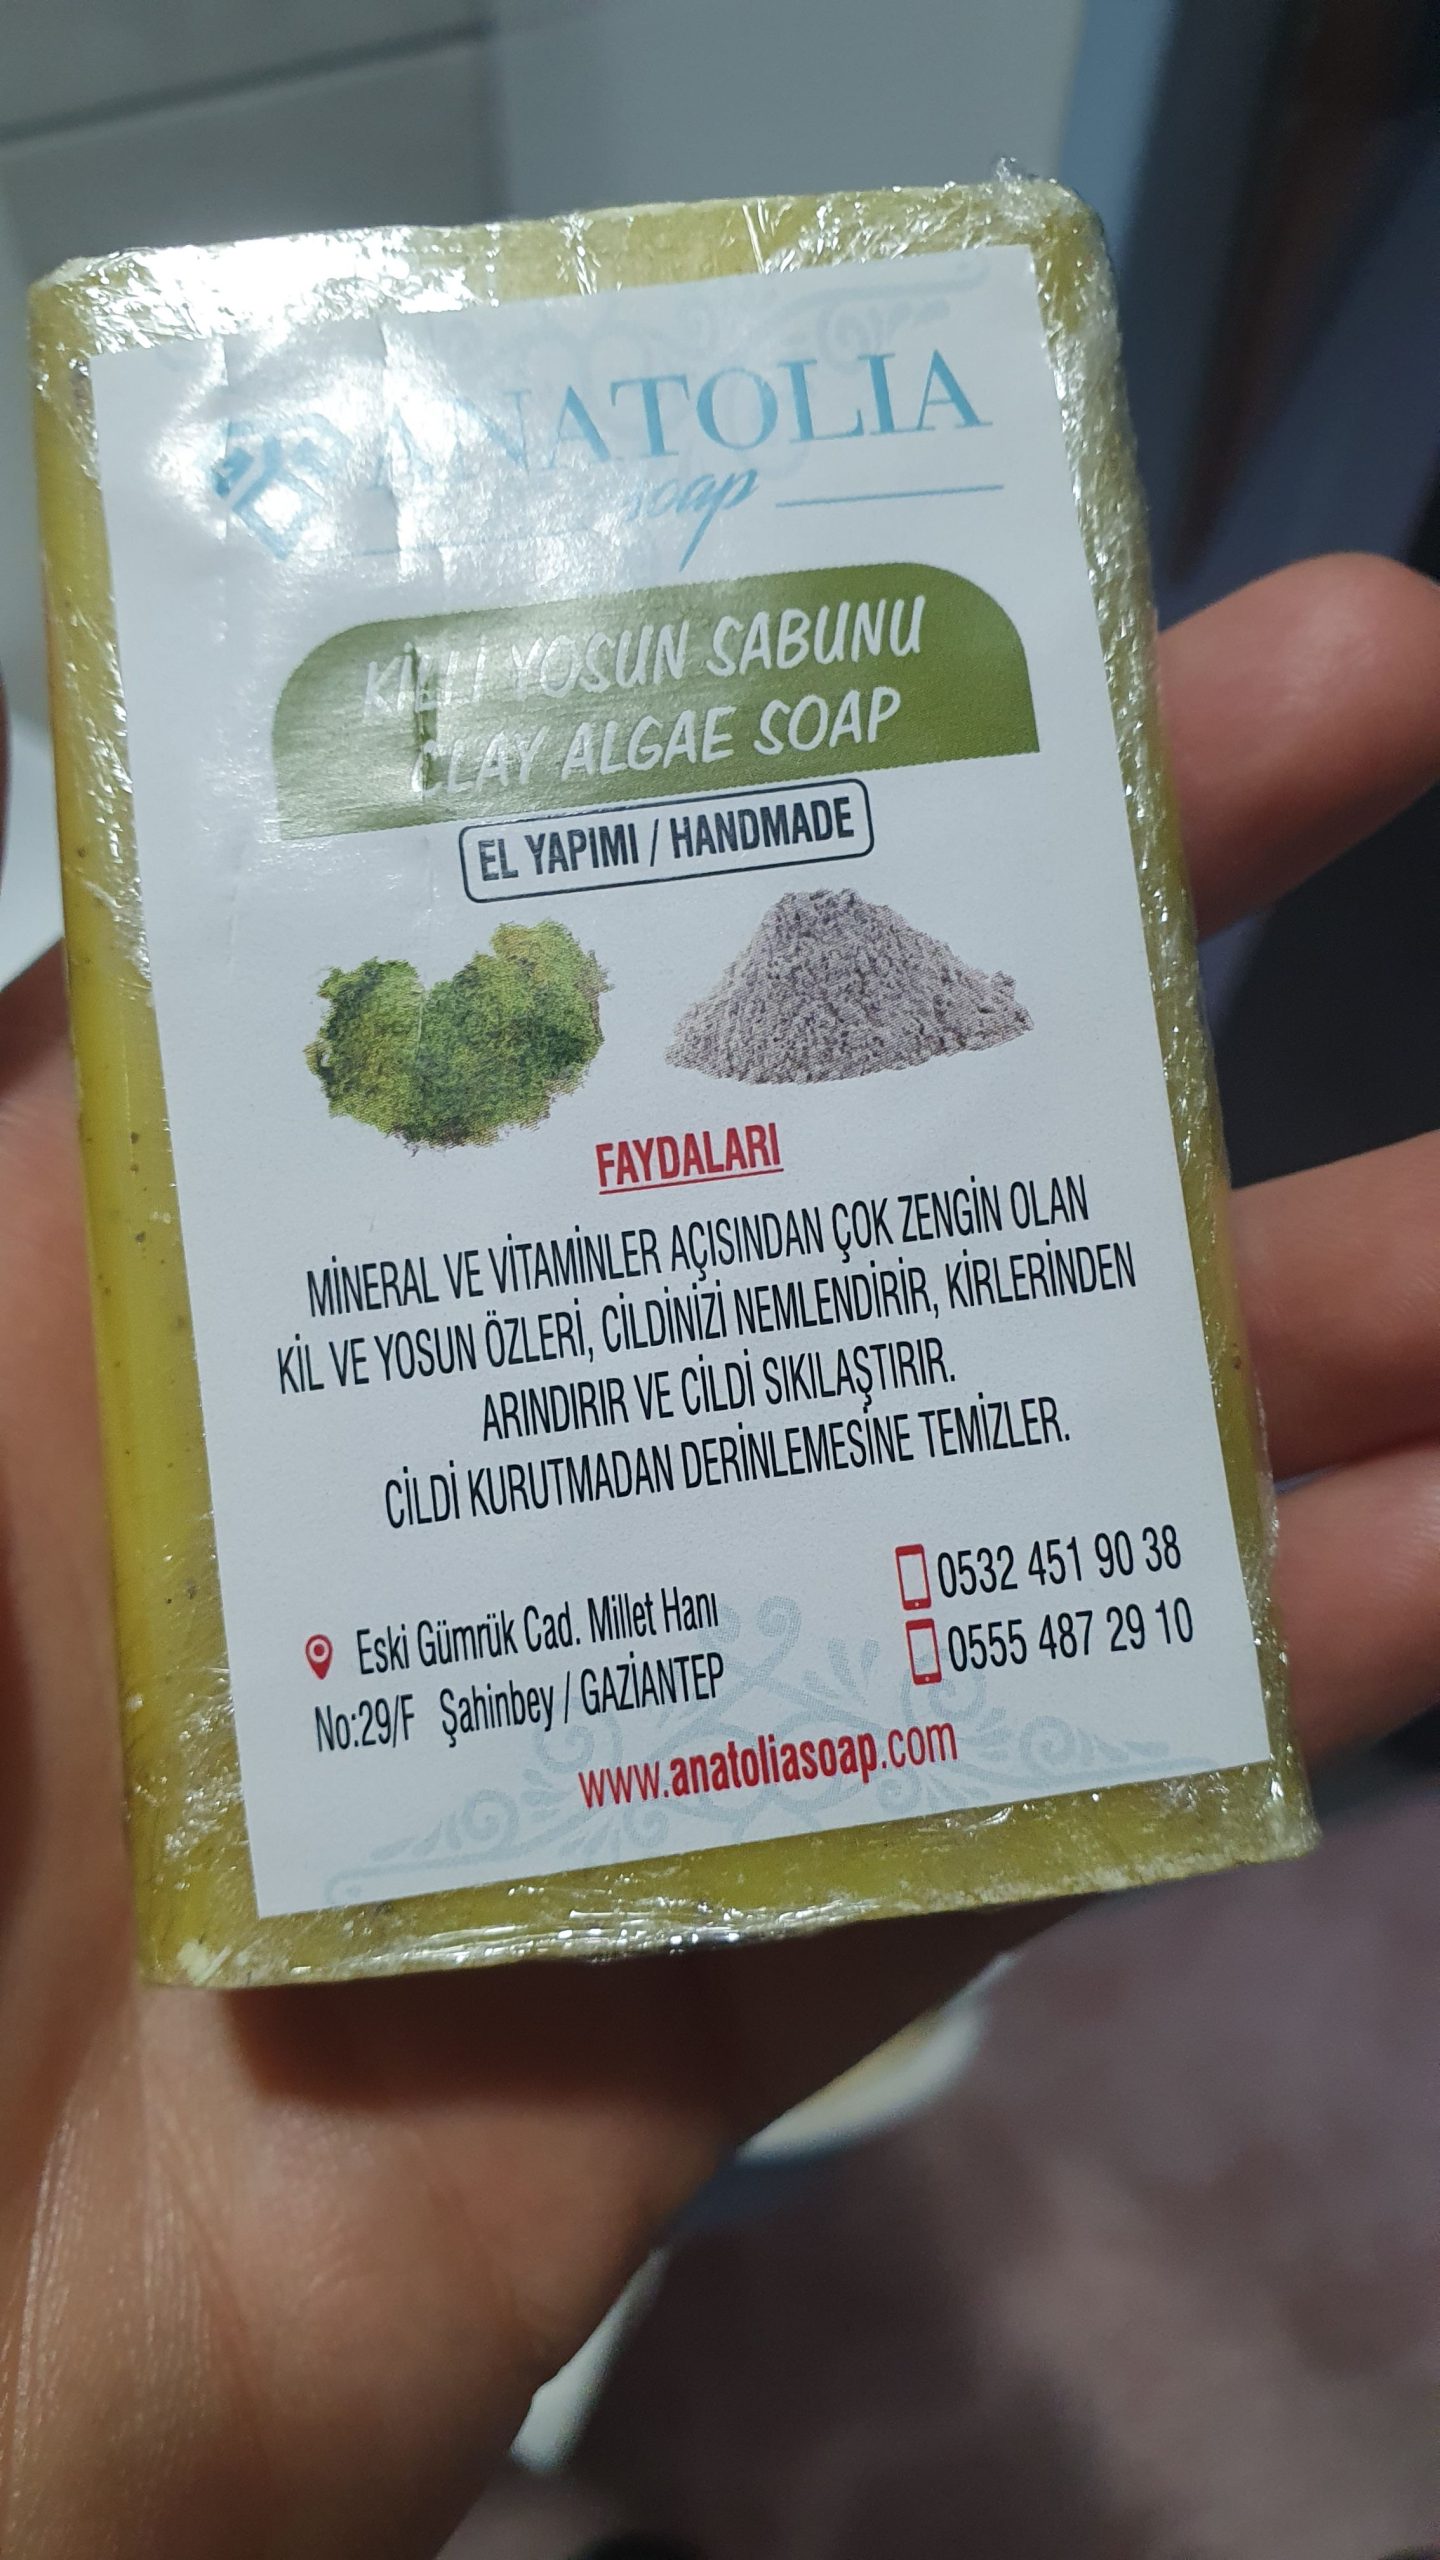 ANATOLIA
soap
KİLLİ YOSUN SABUNU
CLAY ALGAE SOAP
EL YAPIMI / HANDMADE
FAYDALARI
MİNERAL VE VİTAMİNLER AÇISINDAN ÇOK ZENGİN OLAN
KİL VE YOSUN ÖZLERİ, CİLDİNİZİ NEMLENDİRİR, KİRLERİNDEN
ARINDIRIR VE CİLDİ SIKILAŞTIRIR.
CİLDİ KURUTMADAN DERİNLEMESİNE TEMİZLER.
Eski Gümrük Cad. Millet Hanı
No:29/F Şahinbey / GAZİANTEP
0532 451 90 38
0555 487 29 10
www.anatoliasoap.com